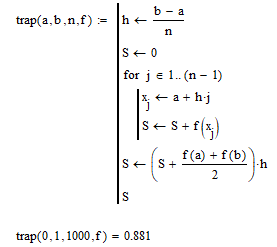 trap(a,b,n,f) :=
h ← (b − a)/n
S ← 0
for j ∈ 1..(n − 1)
x_j ← a + h·j
S ← S + f(x_j)
S ← (S + (f(a) + f(b))/2)·h
S
trap(0,1,1000,f) = 0.881